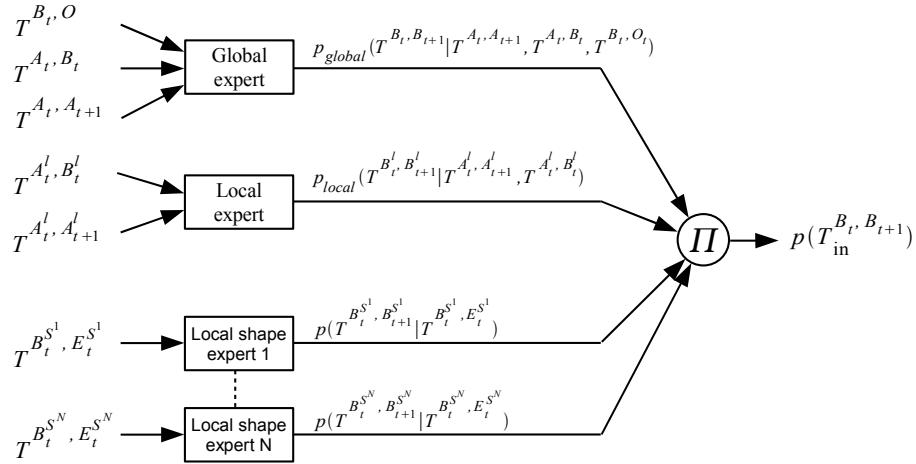 T^{B_t, O}
T^{A_t, B_t}
T^{A_t, A_{t+1}}
Global
expert
p_{global}(T^{B_t, B_{t+1}}|T^{A_t, A_{t+1}}, T^{A_t, B_t}, T^{B_t, O_t})
T^{A_t^l, B_t^l}
T^{A_t^l, A_{t+1}^l}
Local
expert
p_{local}(T^{B_t^l, B_{t+1}^l}|T^{A_t^l, A_{t+1}^l}, T^{A_t^l, B_t^l})
Π
p(T_{in}^{B_t, B_{t+1}})
T^{B_t^{S^1}, E_t^{S^1}}
Local shape
expert 1
p(T^{B_t^{S^1}, B_{t+1}^{S^1}}|T^{B_t^{S^1}, E_t^{S^1}})
T^{B_t^{S^N}, E_t^{S^N}}
Local shape
expert N
p(T^{B_t^{S^N}, B_{t+1}^{S^N}}|T^{B_t^{S^N}, E_t^{S^N}})